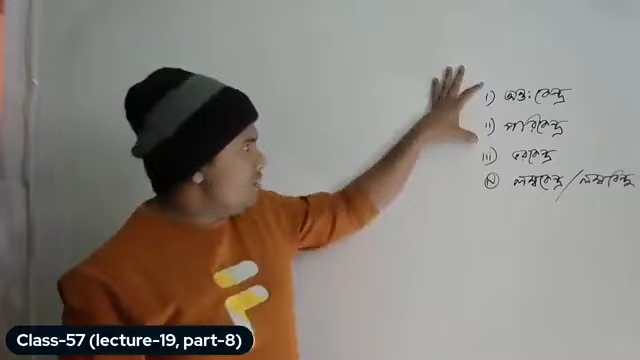 i) অন্তঃকেন্দ্র
ii) পরিকেন্দ্র
iii) ভরকেন্দ্র
iv) লম্বকেন্দ্র/লম্ববিন্দু
Class-57 (lecture-19, part-8)